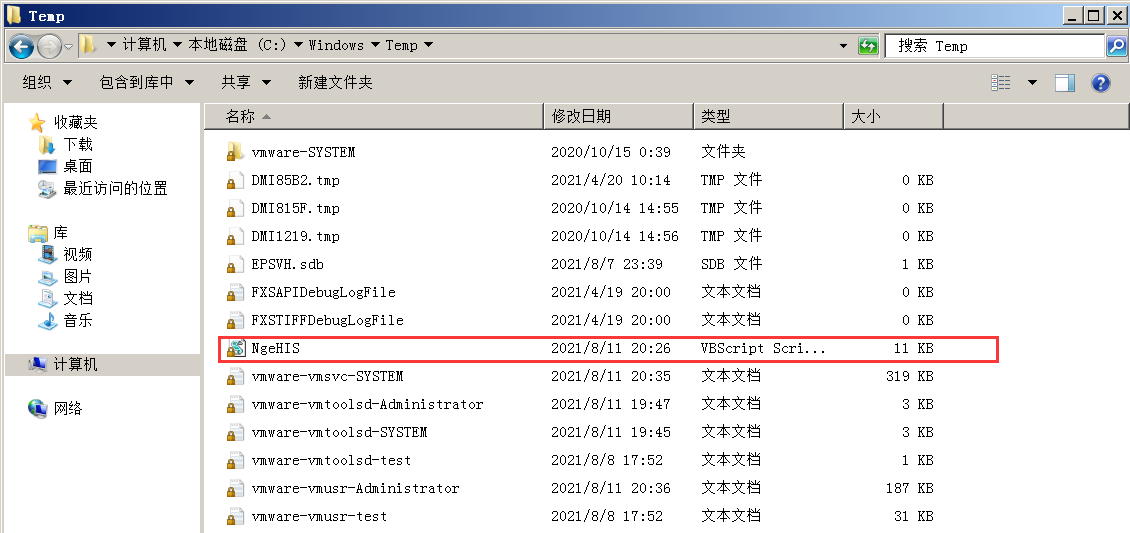 Temp
计算机 本地磁盘 (C:) Windows Temp 搜索 Temp
组织 包含到库中 共享 新建文件夹
收藏夹
下载
桌面
最近访问的位置
库
视频
图片
文档
音乐
计算机
网络
名称 修改日期 类型 大小
vmware-SYSTEM 2020/10/15 0:39 文件夹
DMI85B2.tmp 2021/4/20 10:14 TMP 文件 0 KB
DMI815F.tmp 2020/10/14 14:55 TMP 文件 0 KB
DMI1219.tmp 2020/10/14 14:56 TMP 文件 0 KB
EPSVH.sdb 2021/8/7 23:39 SDB 文件 1 KB
FXSAPIDebugLogFile 2021/4/19 20:00 文本文档 0 KB
FXSTIFFDebugLogFile 2021/4/19 20:00 文本文档 0 KB
NgeHIS 2021/8/11 20:26 VBScript Scri... 11 KB
vmware-vmsvc-SYSTEM 2021/8/11 20:35 文本文档 319 KB
vmware-vmtoolsd-Administrator 2021/8/11 19:47 文本文档 3 KB
vmware-vmtoolsd-SYSTEM 2021/8/11 19:45 文本文档 3 KB
vmware-vmtoolsd-test 2021/8/8 17:52 文本文档 1 KB
vmware-vmusr-Administrator 2021/8/11 20:36 文本文档 187 KB
vmware-vmusr-test 2021/8/8 17:52 文本文档 31 KB